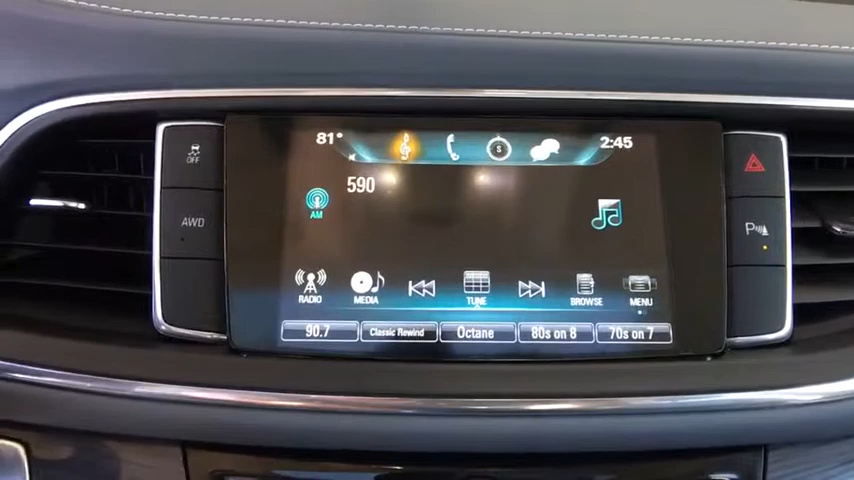 81° S 2:45
OFF
590
AM
AWD
P
RADIO MEDIA TUNE BROWSE MENU
90.7 Classic Rewind Octane 80s on 8 70s on 7